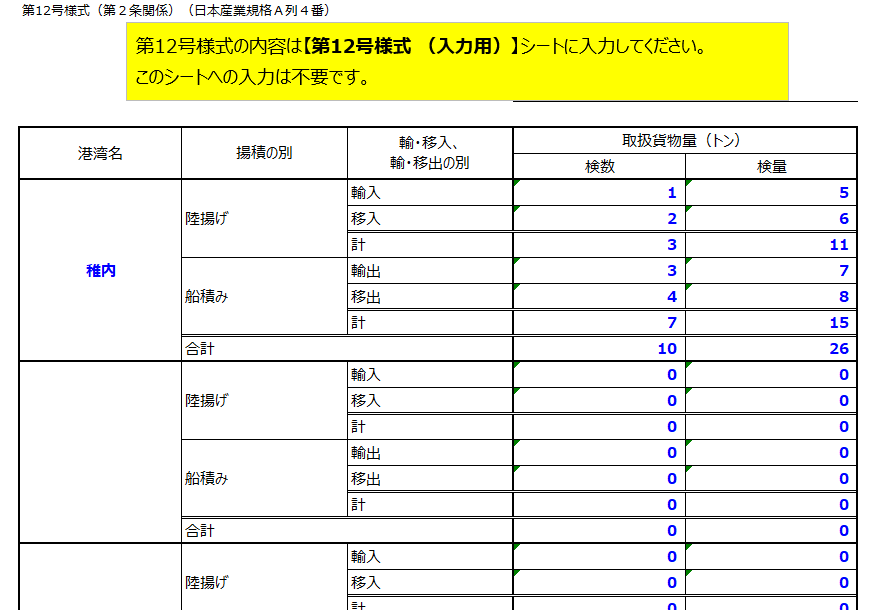 第12号様式（第２条関係）（日本産業規格Ａ列４番）
第12号様式の内容は【第12号様式 （入力用）】シートに入力してください。
このシートへの入力は不要です。
港湾名 揚積の別 輸・移入、 取扱貨物量（トン）
輸・移出の別 検数 検量
稚内 陸揚げ 輸入 1 5
移入 2 6
計 3 11
船積み 輸出 3 7
移出 4 8
計 7 15
合計 10 26
陸揚げ 輸入 0 0
移入 0 0
計 0 0
船積み 輸出 0 0
移出 0 0
計 0 0
合計 0 0
陸揚げ 輸入 0 0
移入 0 0
計 0 0